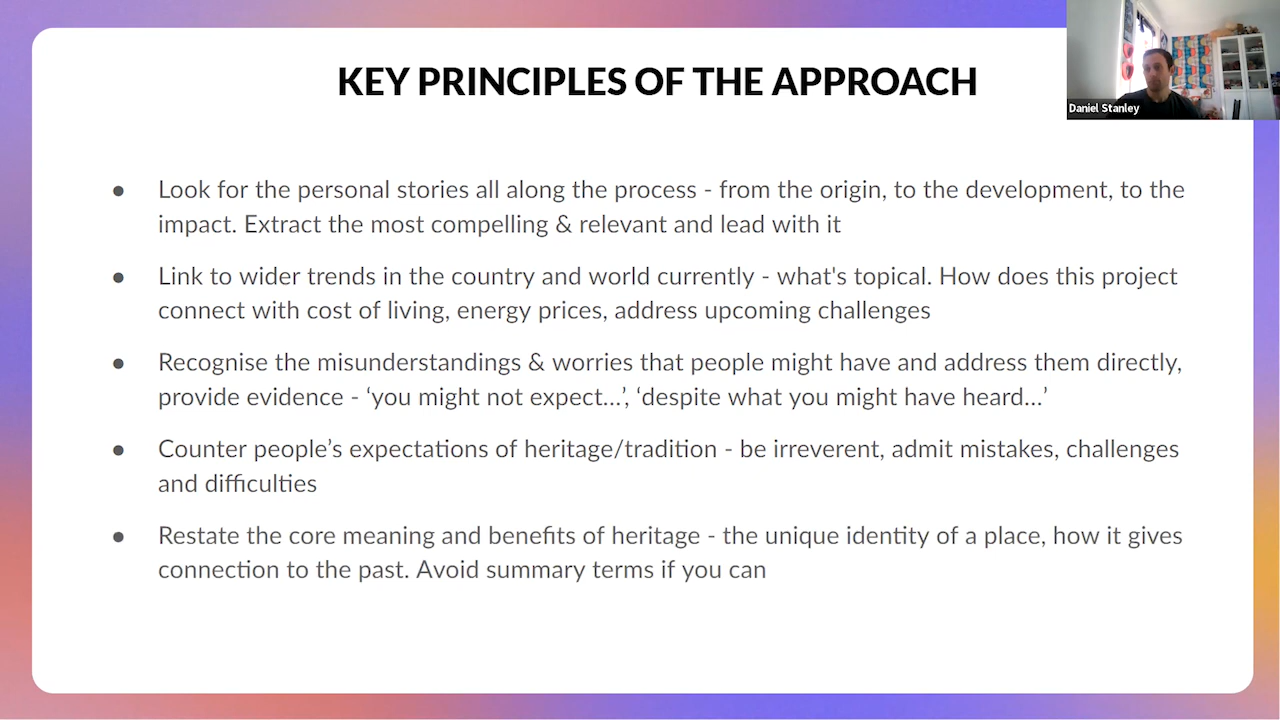 KEY PRINCIPLES OF THE APPROACH
Daniel Stanley
● Look for the personal stories all along the process - from the origin, to the development, to the
impact. Extract the most compelling & relevant and lead with it
● Link to wider trends in the country and world currently - what's topical. How does this project
connect with cost of living, energy prices, address upcoming challenges
● Recognise the misunderstandings & worries that people might have and address them directly,
provide evidence - ‘you might not expect...’, ‘despite what you might have heard...’
● Counter people’s expectations of heritage/tradition - be irreverent, admit mistakes, challenges
and difficulties
● Restate the core meaning and benefits of heritage - the unique identity of a place, how it gives
connection to the past. Avoid summary terms if you can